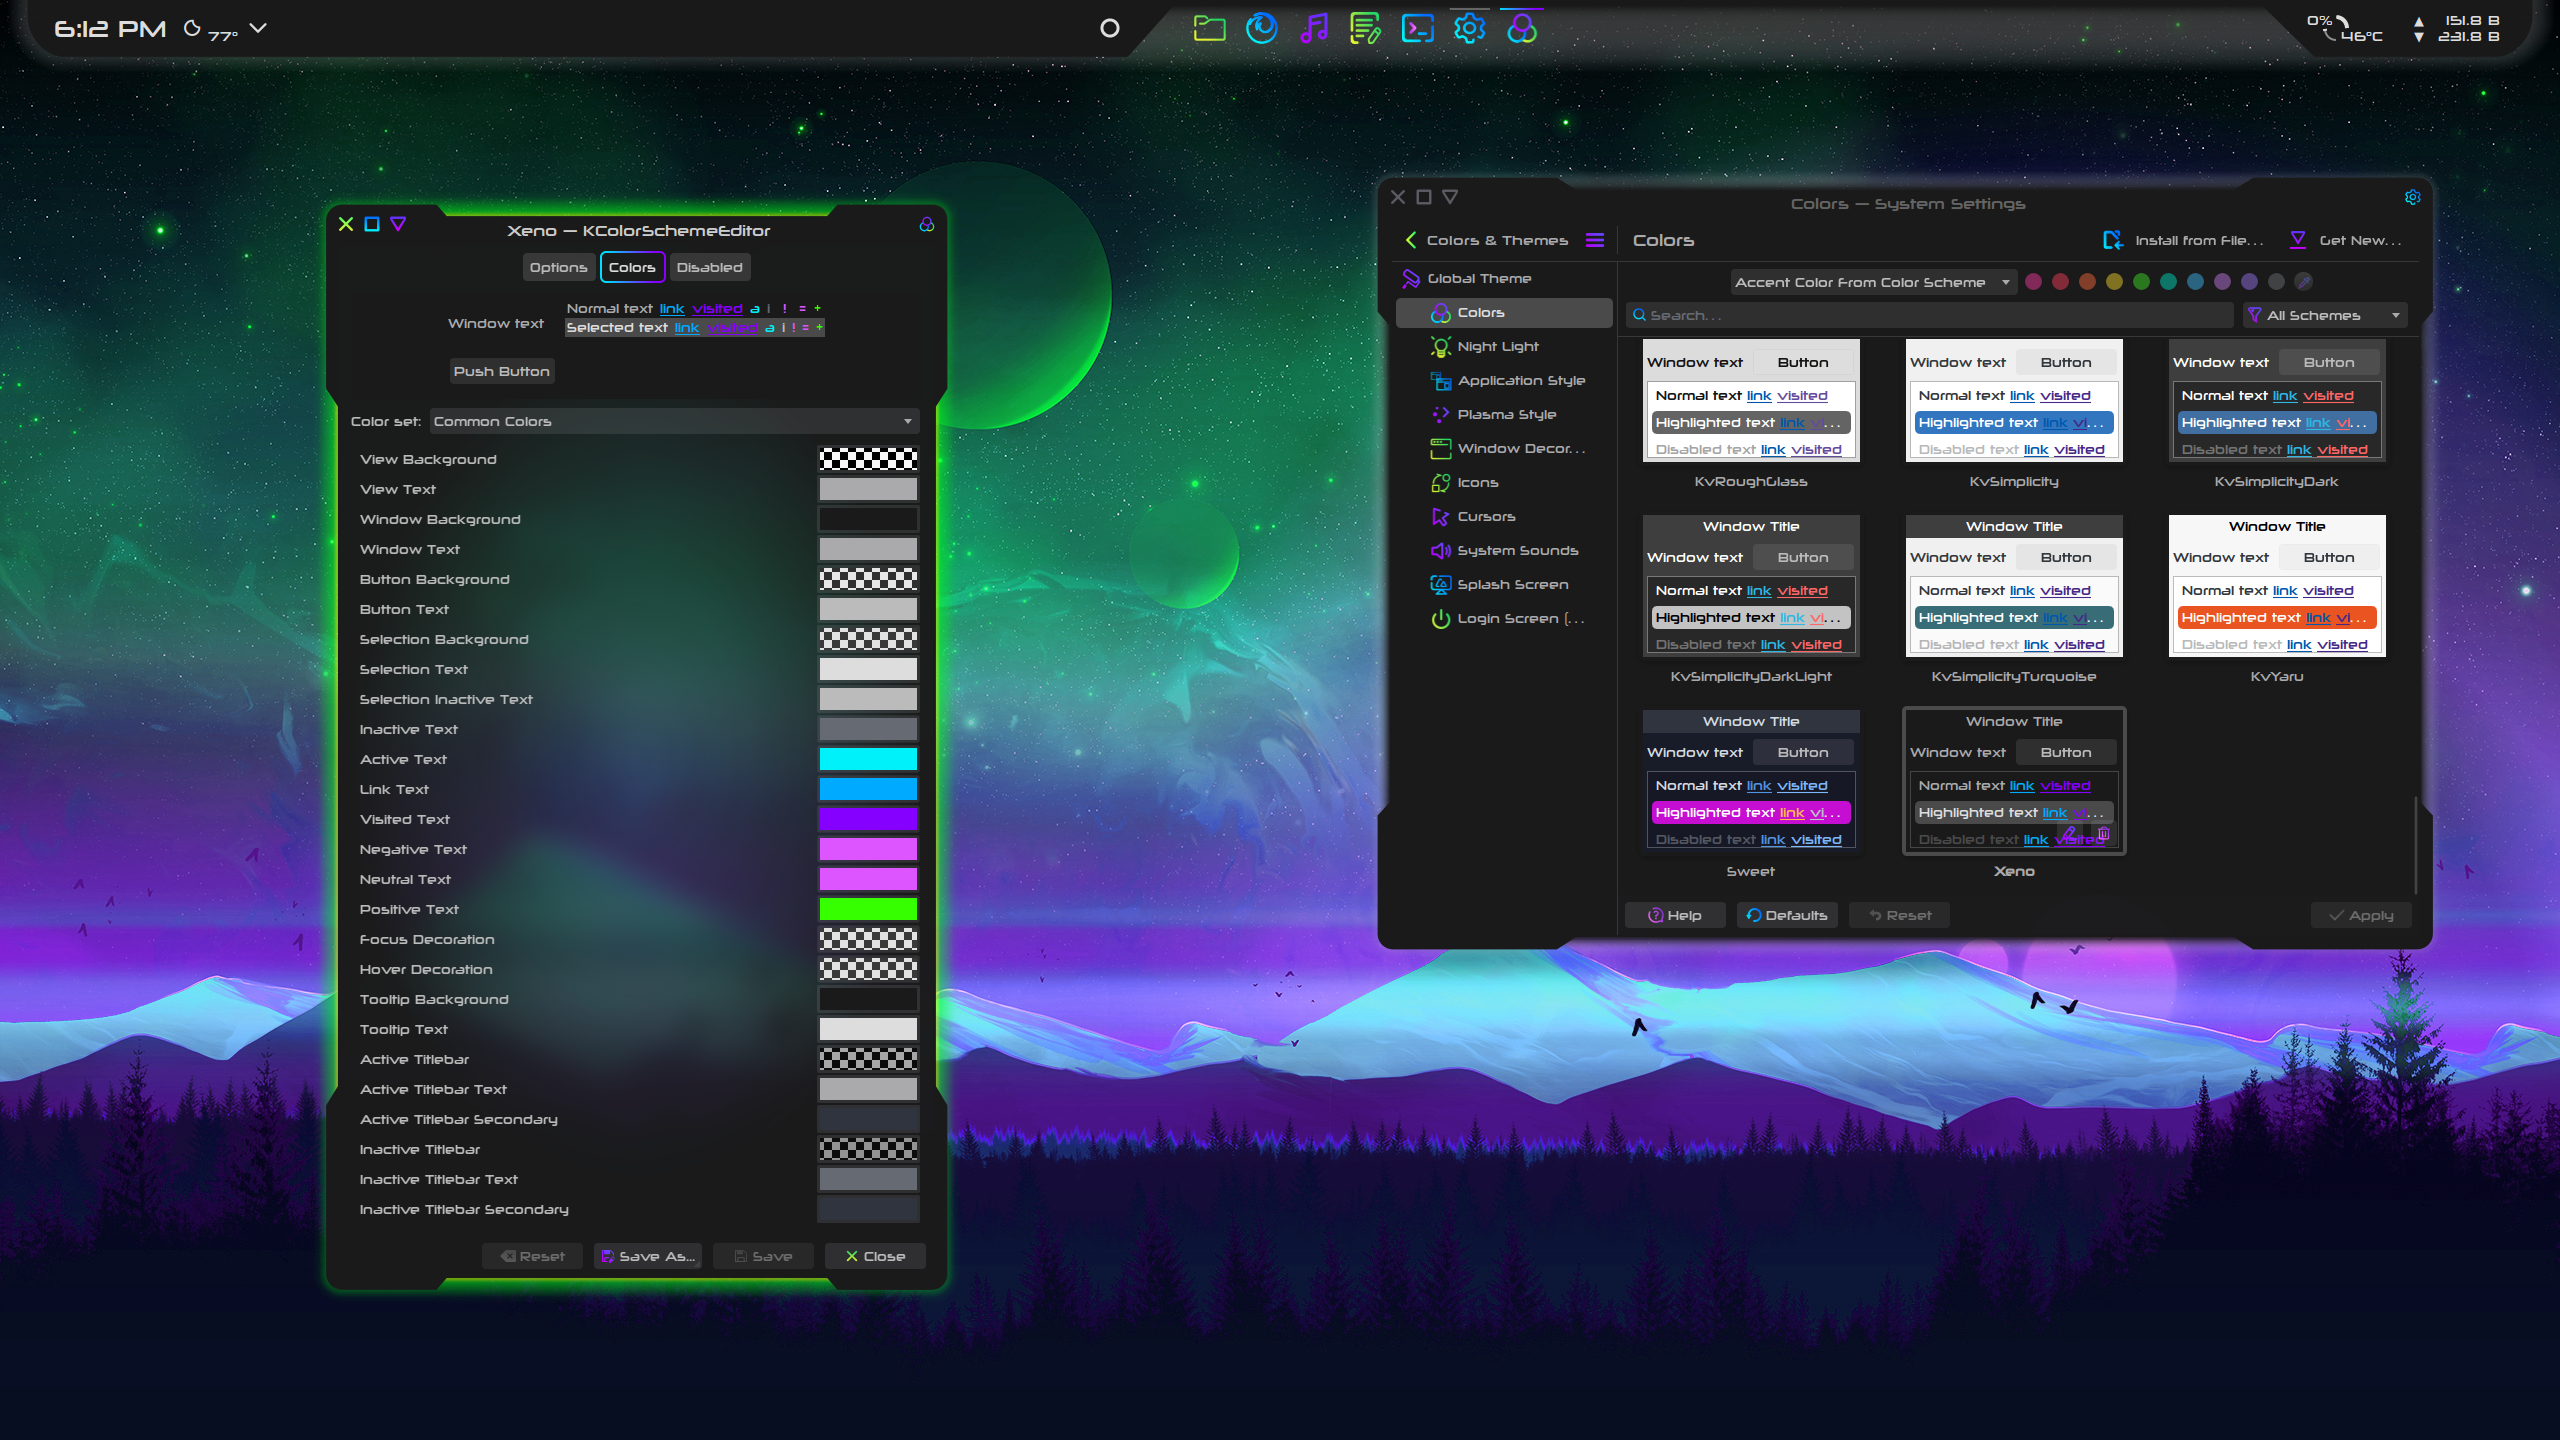 6:12 PM 77°
0% 46°C
151.8 B
231.8 B
Xeno — KColorSchemeEditor
Options Colors Disabled
Window text
Normal text link visited a i ! = +
Selected text link visited a i ! = +
Push Button
Color set: Common Colors
View Background
View Text
Window Background
Window Text
Button Background
Button Text
Selection Background
Selection Text
Selection Inactive Text
Inactive Text
Active Text
Link Text
Visited Text
Negative Text
Neutral Text
Positive Text
Focus Decoration
Hover Decoration
Tooltip Background
Tooltip Text
Active Titlebar
Active Titlebar Text
Active Titlebar Secondary
Inactive Titlebar
Inactive Titlebar Text
Inactive Titlebar Secondary
Reset Save As... Save Close
Colors — System Settings
Colors & Themes
Colors
Install from File...
Get New...
Global Theme
Colors
Night Light
Application Style
Plasma Style
Window Decor...
Icons
Cursors
System Sounds
Splash Screen
Login Screen (...
Accent Color From Color Scheme
Search...
All Schemes
Window text Button
Normal text link visited
Highlighted text link vi...
Disabled text link visited
KvRoughGlass
Window text Button
Normal text link visited
Highlighted text link vi...
Disabled text link visited
KvSimplicity
Window text Button
Normal text link visited
Highlighted text link vi...
Disabled text link visited
KvSimplicityDark
Window Title
Window text Button
Normal text link visited
Highlighted text link vi...
Disabled text link visited
KvSimplicityDarkLight
Window Title
Window text Button
Normal text link visited
Highlighted text link vi...
Disabled text link visited
KvSimplicityTurquoise
Window Title
Window text Button
Normal text link visited
Highlighted text link vi...
Disabled text link visited
KvYaru
Window Title
Window text Button
Normal text link visited
Highlighted text link vi...
Disabled text link visited
Sweet
Window Title
Window text Button
Normal text link visited
Highlighted text link vi...
Disabled text link visited
Xeno
Help Defaults Reset Apply